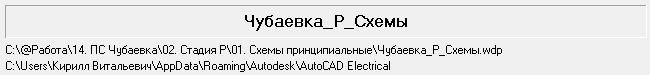 Чубаевка_Р_Схемы
C:\@Работа\14. ПС Чубаевка\02. Стадия Р\01. Схемы принципиальные\Чубаевка_Р_Схемы.wdp
C:\Users\Кирилл Витальевич\AppData\Roaming\Autodesk\AutoCAD Electrical